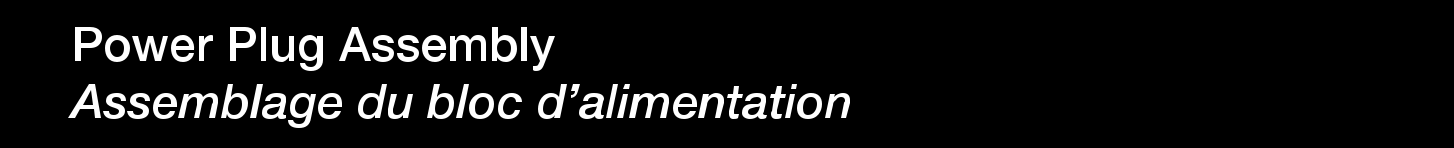 Power Plug Assembly
Assemblage du bloc d’alimentation